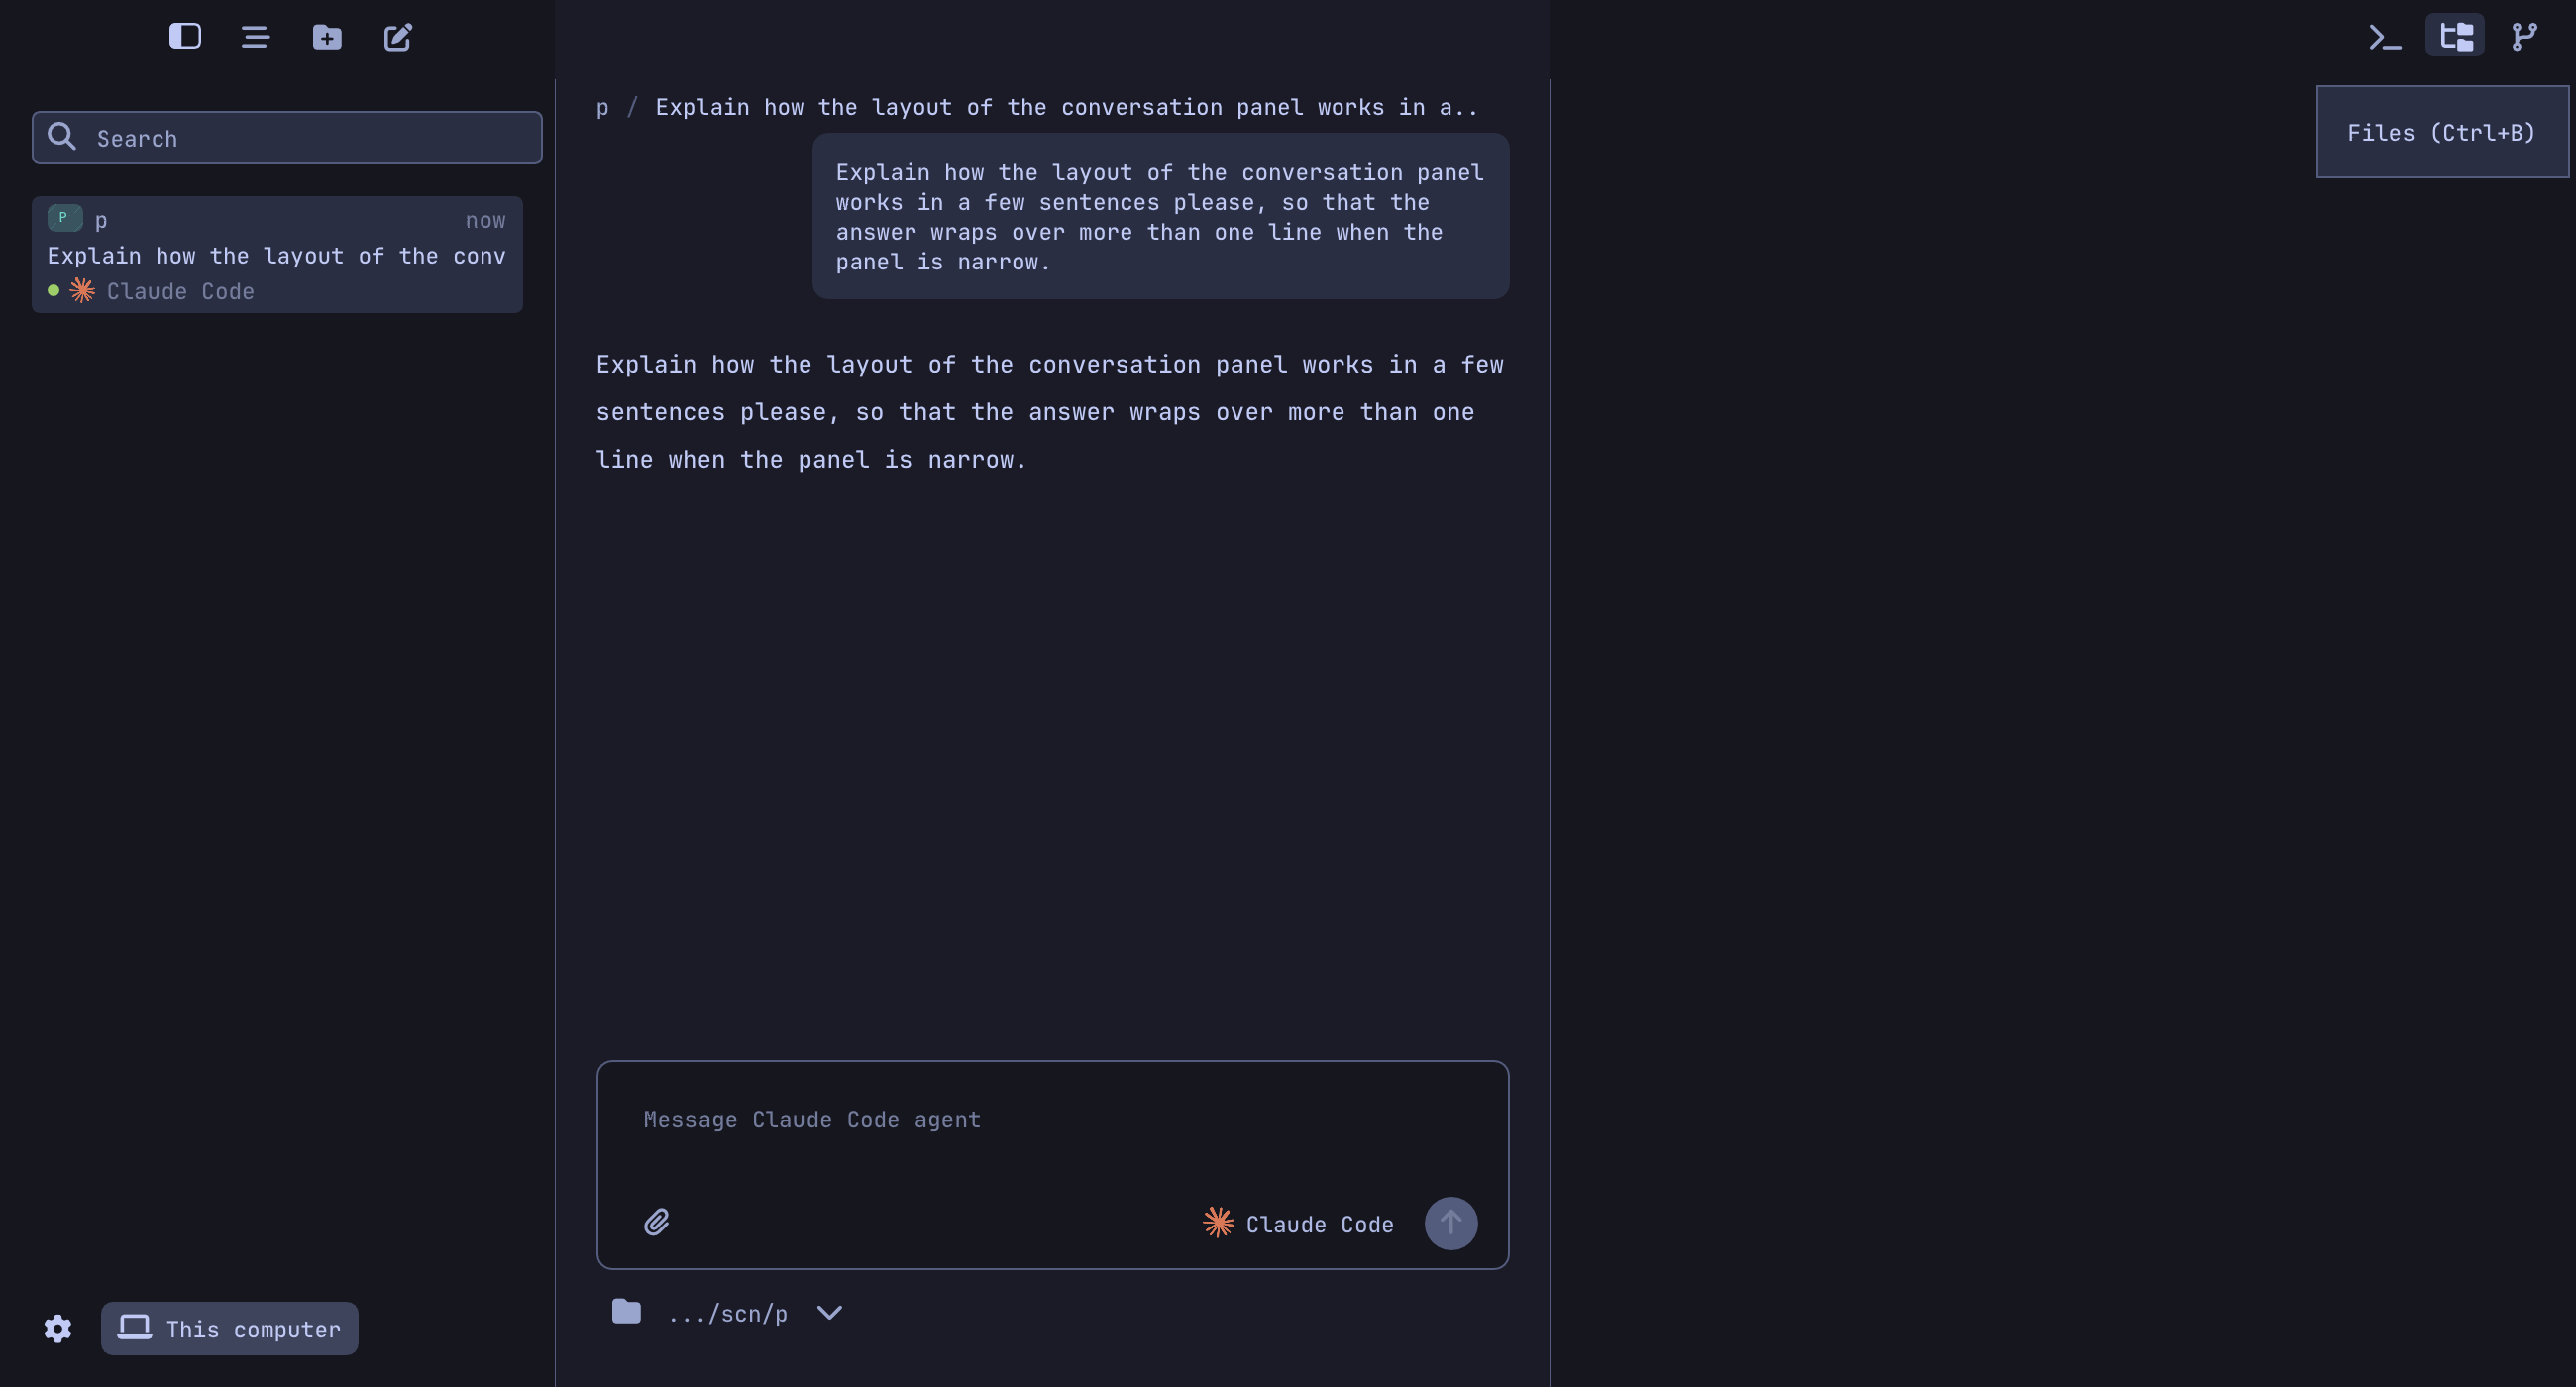 Search
P p now
Explain how the layout of the conv
Claude Code
p / Explain how the layout of the conversation panel works in a..
Explain how the layout of the conversation panel
works in a few sentences please, so that the
answer wraps over more than one line when the
panel is narrow.
Explain how the layout of the conversation panel works in a few
sentences please, so that the answer wraps over more than one
line when the panel is narrow.
Message Claude Code agent
Claude Code
.../scn/p
This computer
Files (Ctrl+B)